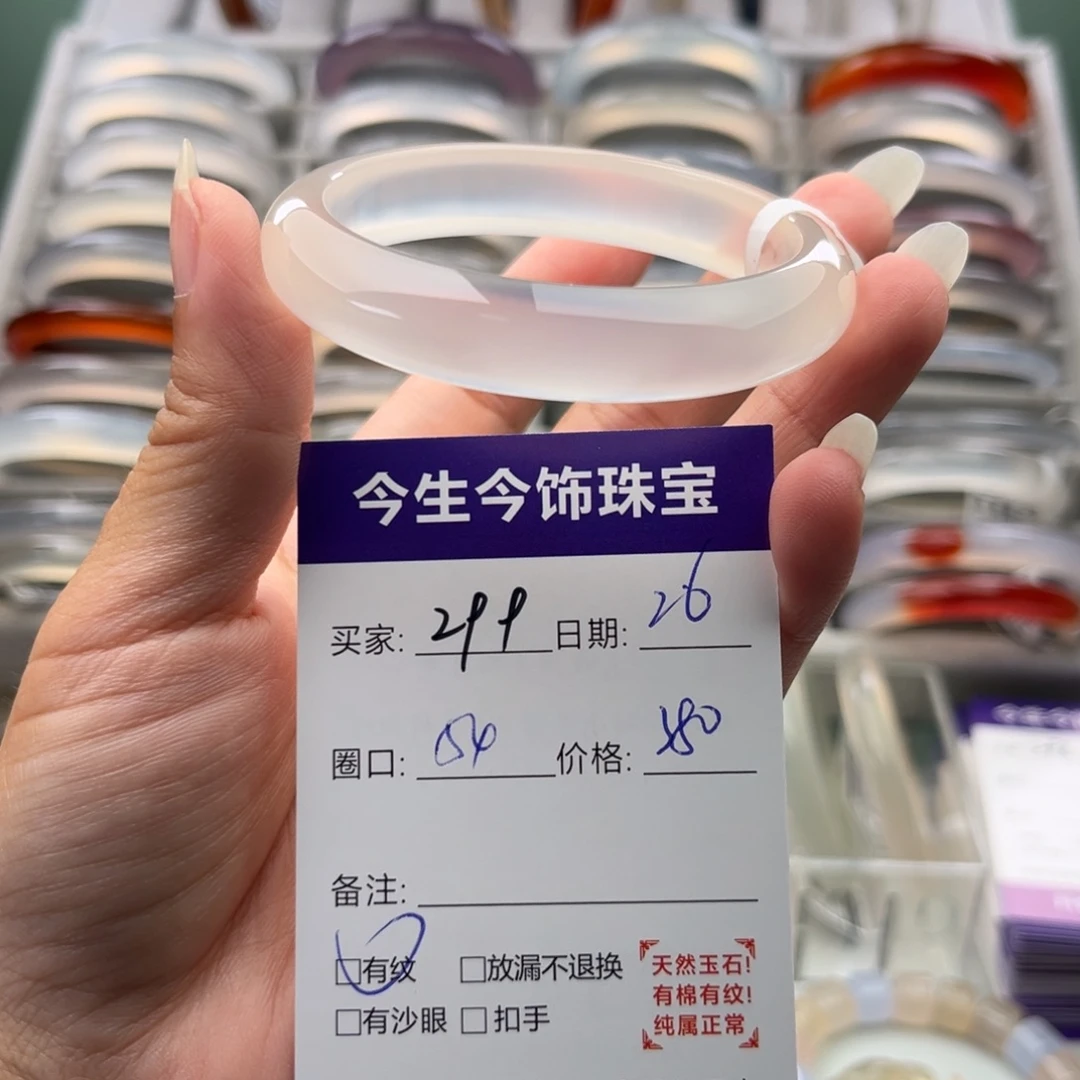 今生今饰珠宝
买家: 299 日期: 26
圈口: 54 价格:
备注:
□有纹 □放漏不退换
□有沙眼 □扣手
天然玉石!
有棉有纹!
纯属正常